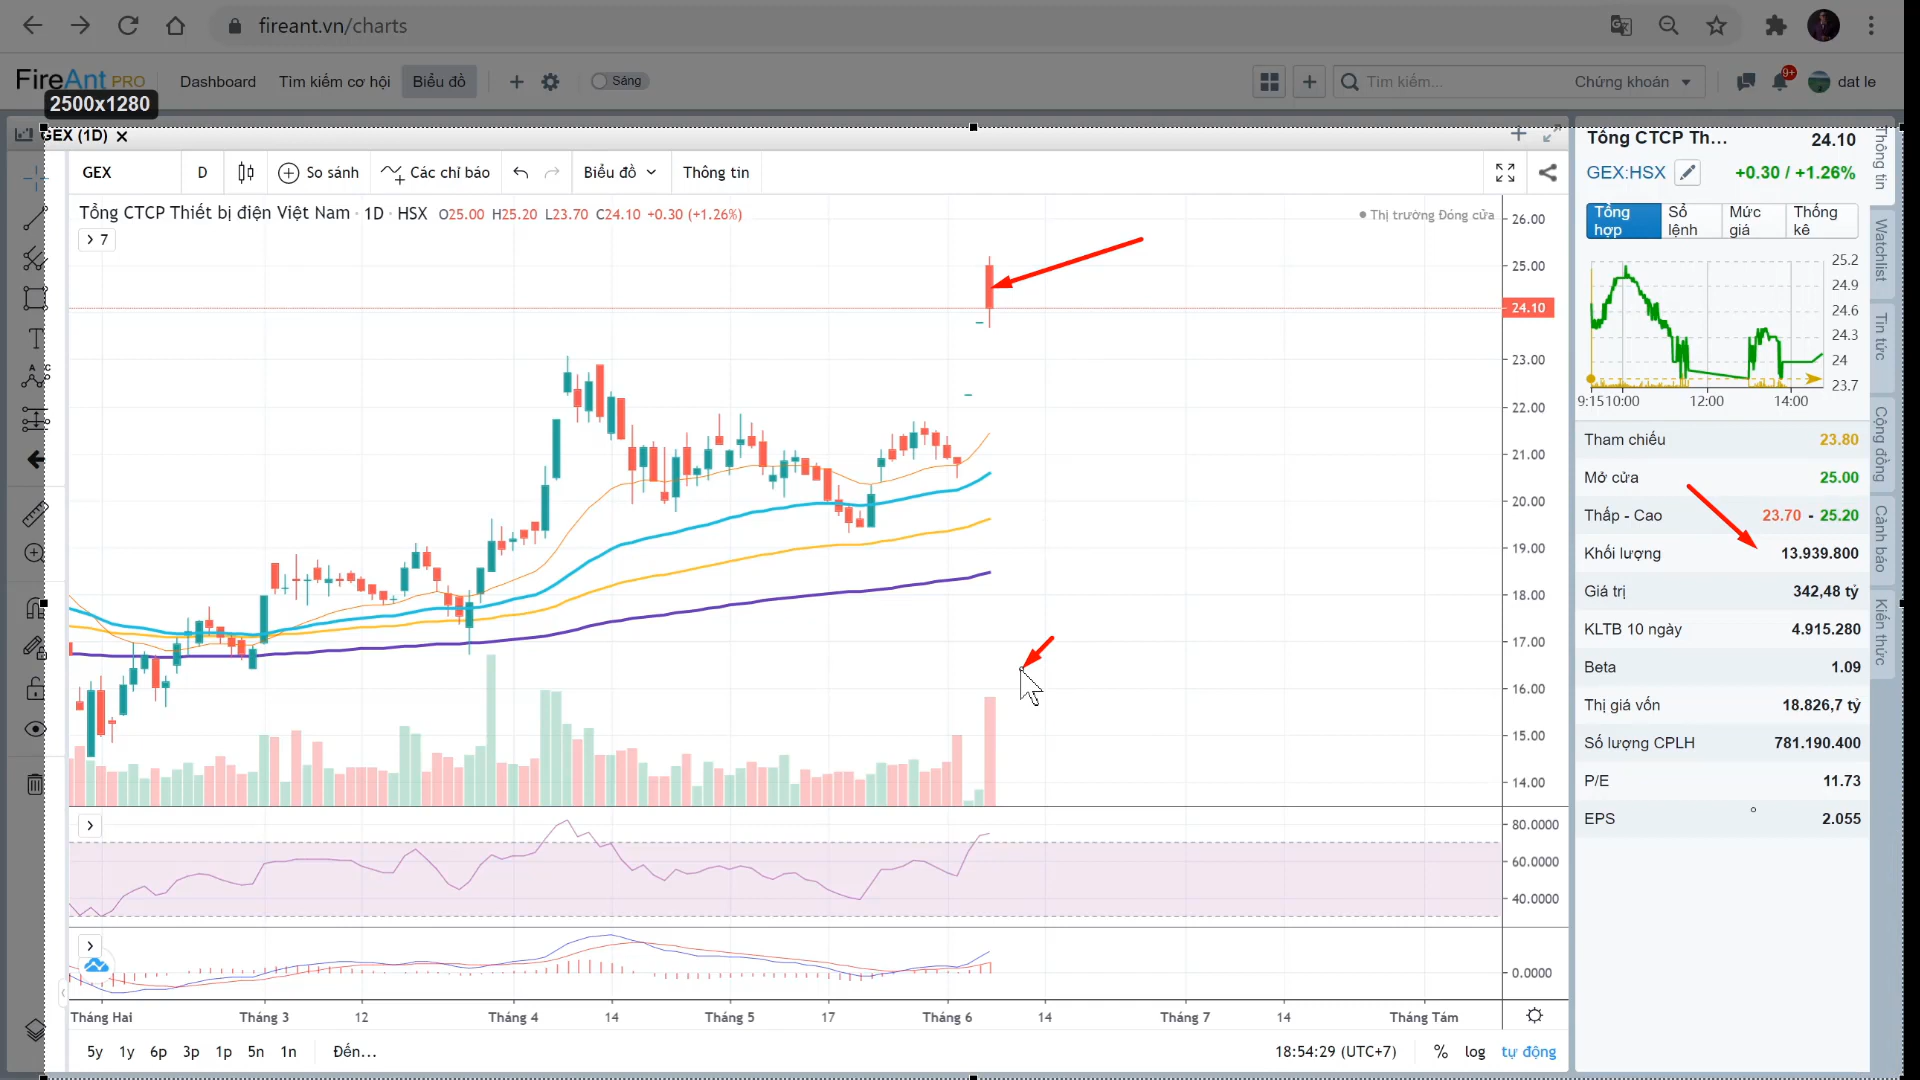 fireant.vn/charts
FireAnt PRO
Dashboard
Tìm kiếm cơ hội
Biểu đồ
Sáng
Tìm kiếm...
Chứng khoán
9+
dat le
2500x1280
GEX (1D)
GEX
D
So sánh
Các chỉ báo
Biểu đồ
Thông tin
Tổng CTCP Thiết bị điện Việt Nam · 1D · HSX O25.00 H25.20 L23.70 C24.10 +0.30 (+1.26%)
Thị trường Đóng cửa
7
26.00
25.00
24.10
23.00
22.00
21.00
20.00
19.00
18.00
17.00
16.00
15.00
14.00
80.0000
60.0000
40.0000
0.0000
Tháng Hai
Tháng 3
12
Tháng 4
14
Tháng 5
17
Tháng 6
14
Tháng 7
14
Tháng Tám
5y 1y 6p 3p 1p 5n 1n
Đến...
18:54:29 (UTC+7)
%
log
tự động
Tổng CTCP Th... 24.10
GEX:HSX +0.30 / +1.26%
Tổng hợp
Sổ lệnh
Mức giá
Thống kê
25.2
24.9
24.6
24.3
24
23.7
9:15 10:00 12:00 14:00
Tham chiếu 23.80
Mở cửa 25.00
Thấp - Cao 23.70 - 25.20
Khối lượng 13.939.800
Giá trị 342,48 tỷ
KLTB 10 ngày 4.915.280
Beta 1.09
Thị giá vốn 18.826,7 tỷ
Số lượng CPLH 781.190.400
P/E 11.73
EPS 2.055
Thông tin
Watchlist
Tin tức
Cộng đồng
Cảnh báo
Kiến thức